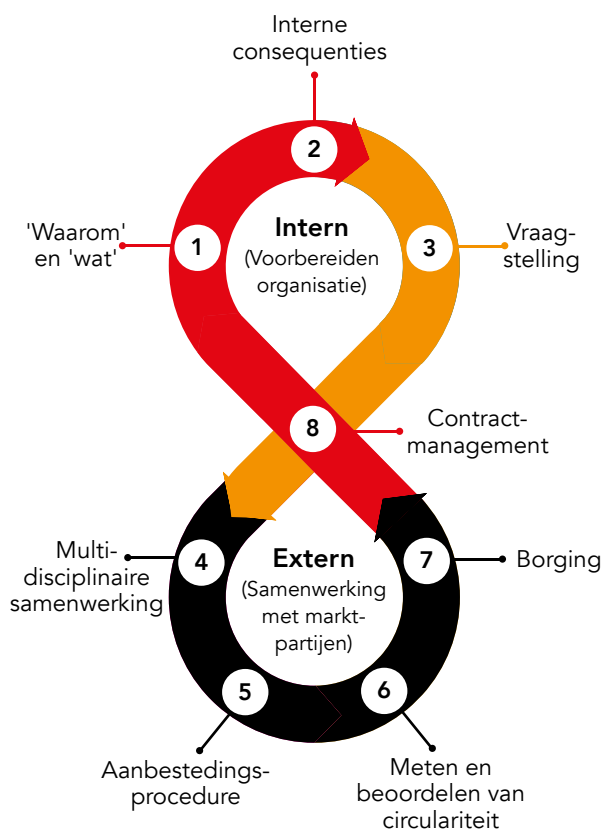 Interne
consequenties
2
'Waarom'
en 'wat'
1
Intern
(Voorbereiden
organisatie)
3
Vraag-
stelling
8
Contract-
management
Multi-
disciplinaire
samenwerking
4
Extern
(Samenwerking
met markt-
partijen)
7
Borging
5
6
Aanbestedings-
procedure
Meten en
beoordelen van
circulariteit